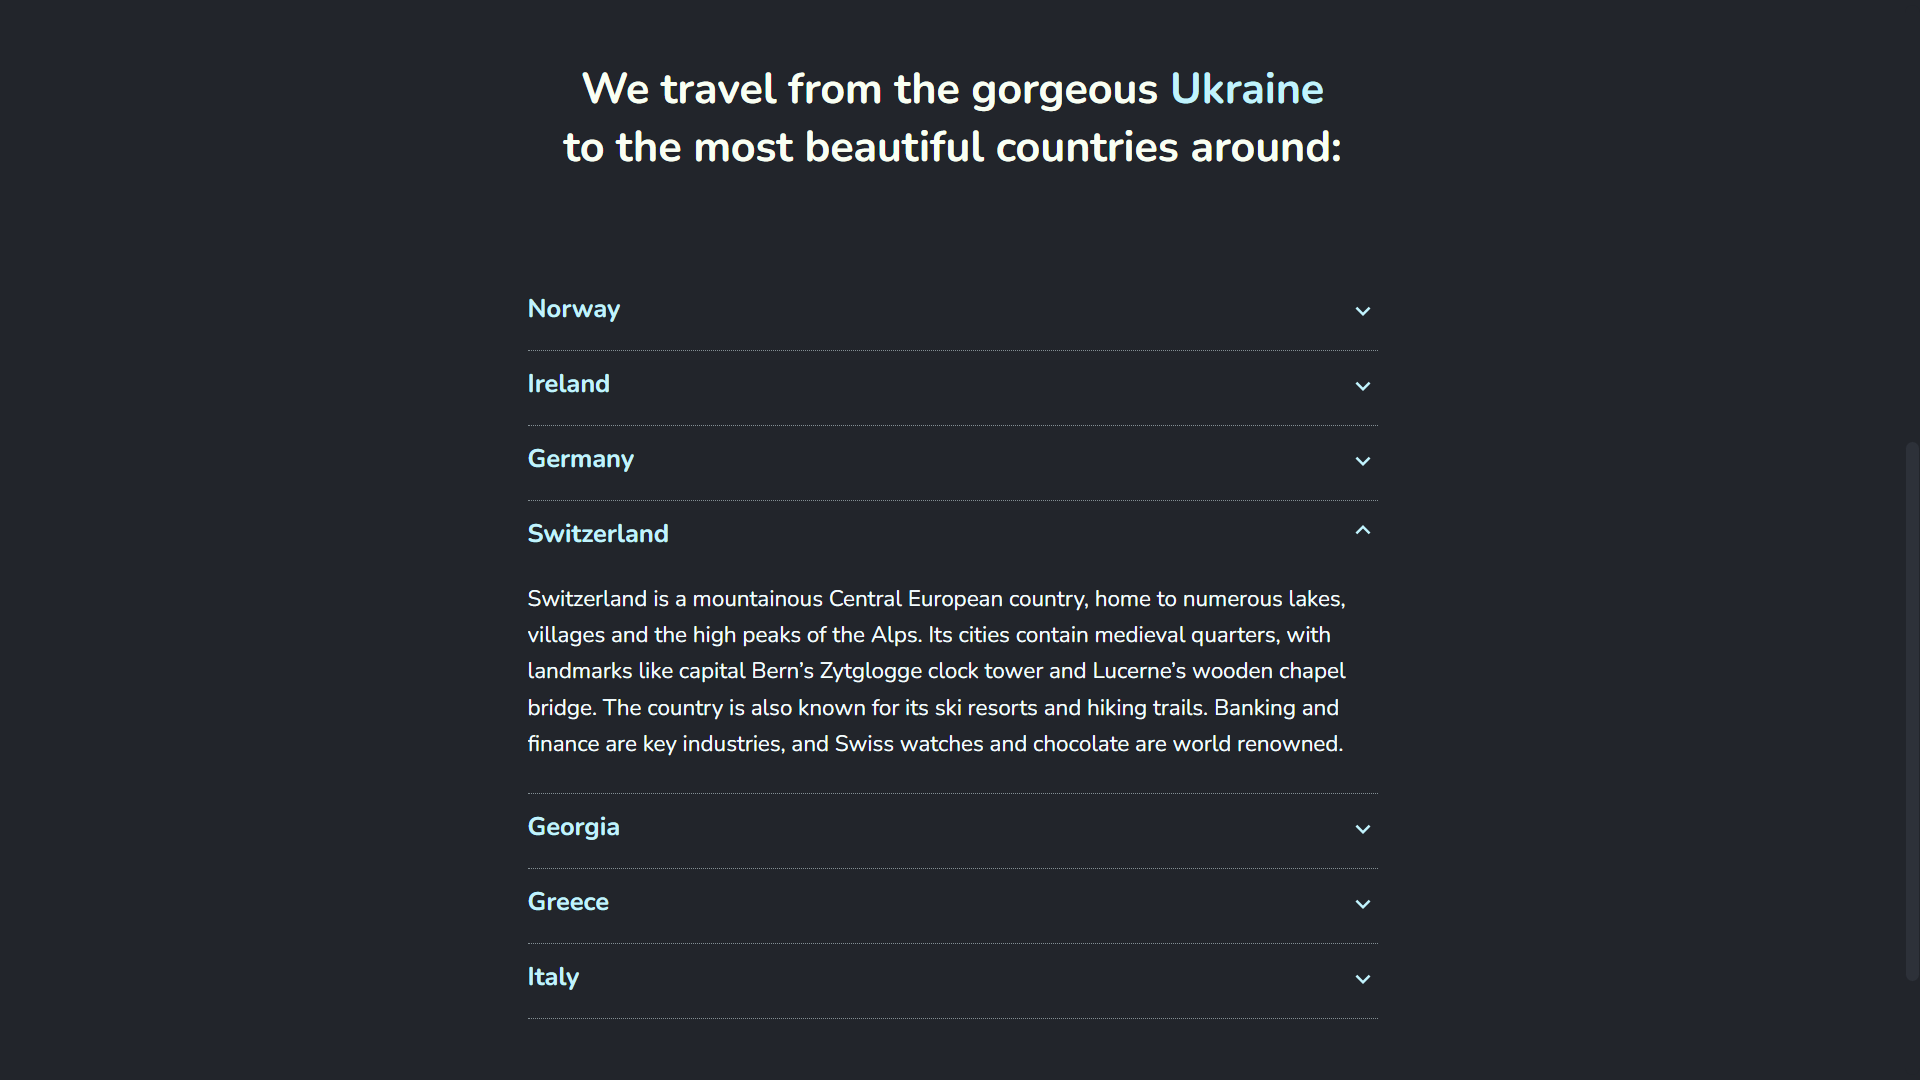 We travel from the gorgeous Ukraine
to the most beautiful countries around:
Norway
Ireland
Germany
Switzerland
Switzerland is a mountainous Central European country, home to numerous lakes,
villages and the high peaks of the Alps. Its cities contain medieval quarters, with
landmarks like capital Bern’s Zytglogge clock tower and Lucerne’s wooden chapel
bridge. The country is also known for its ski resorts and hiking trails. Banking and
finance are key industries, and Swiss watches and chocolate are world renowned.
Georgia
Greece
Italy